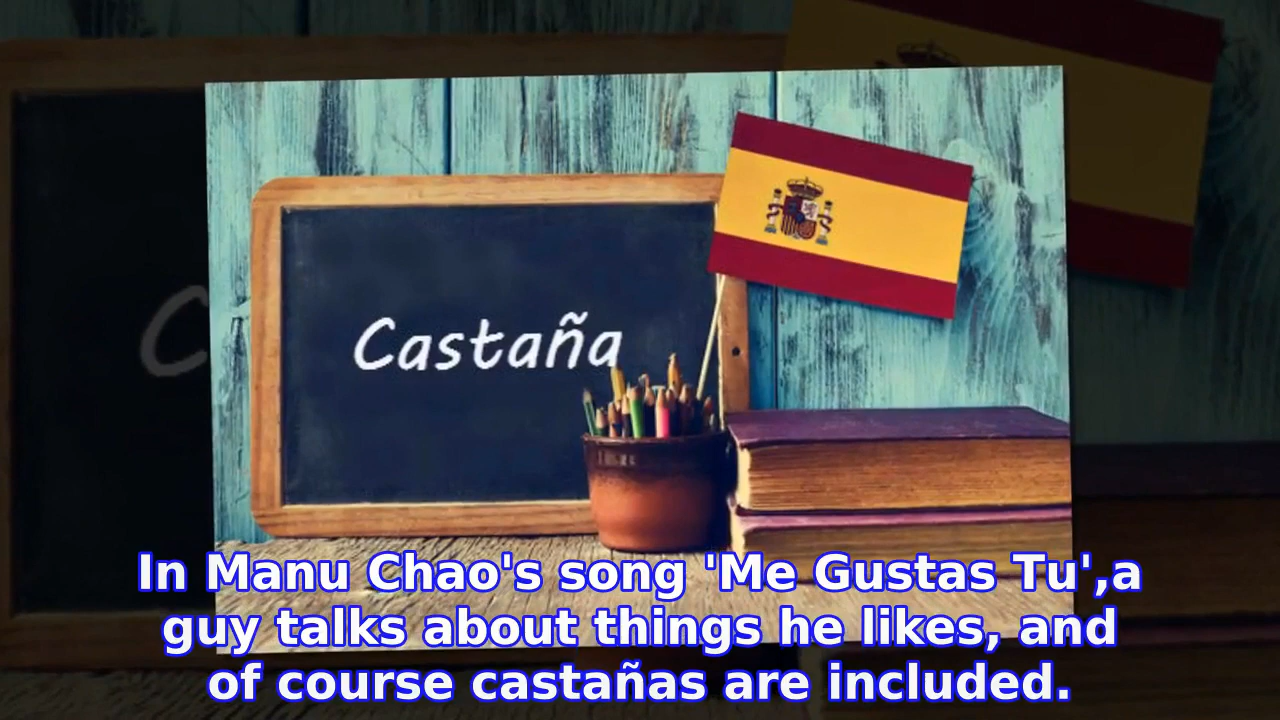 Castaña
In Manu Chao's song 'Me Gustas Tu',a
guy talks about things he likes, and
of course castañas are included.